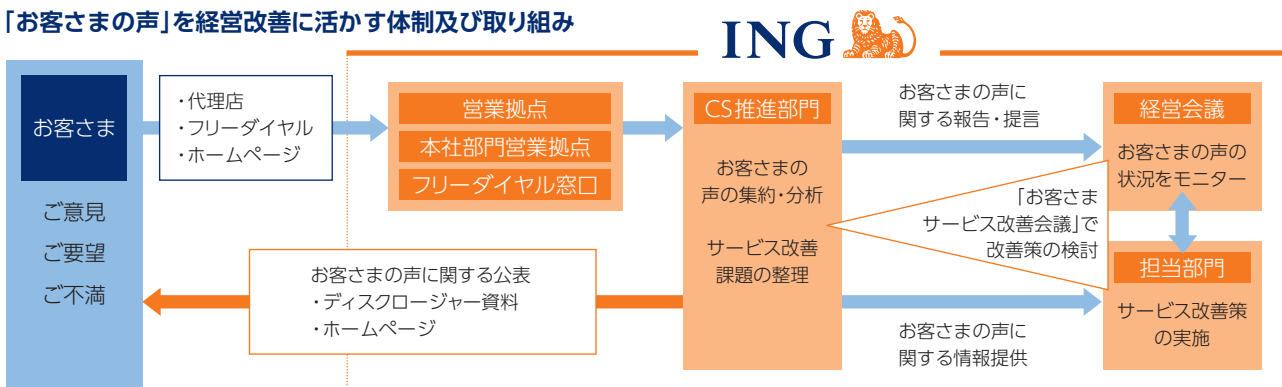 「お客さまの声」を経営改善に活かす体制及び取り組み
ING
お客さま
ご意見
ご要望
ご不満
・代理店
・フリーダイヤル
・ホームページ
営業拠点
本社部門営業拠点
フリーダイヤル窓口
CS推進部門
お客さまの
声の集約・分析
サービス改善
課題の整理
お客さまの声に
関する報告・提言
経営会議
お客さまの声の
状況をモニター
「お客さま
サービス改善会議」で
改善策の検討
担当部門
サービス改善策
の実施
お客さまの声に
関する情報提供
お客さまの声に関する公表
・ディスクロージャー資料
・ホームページ